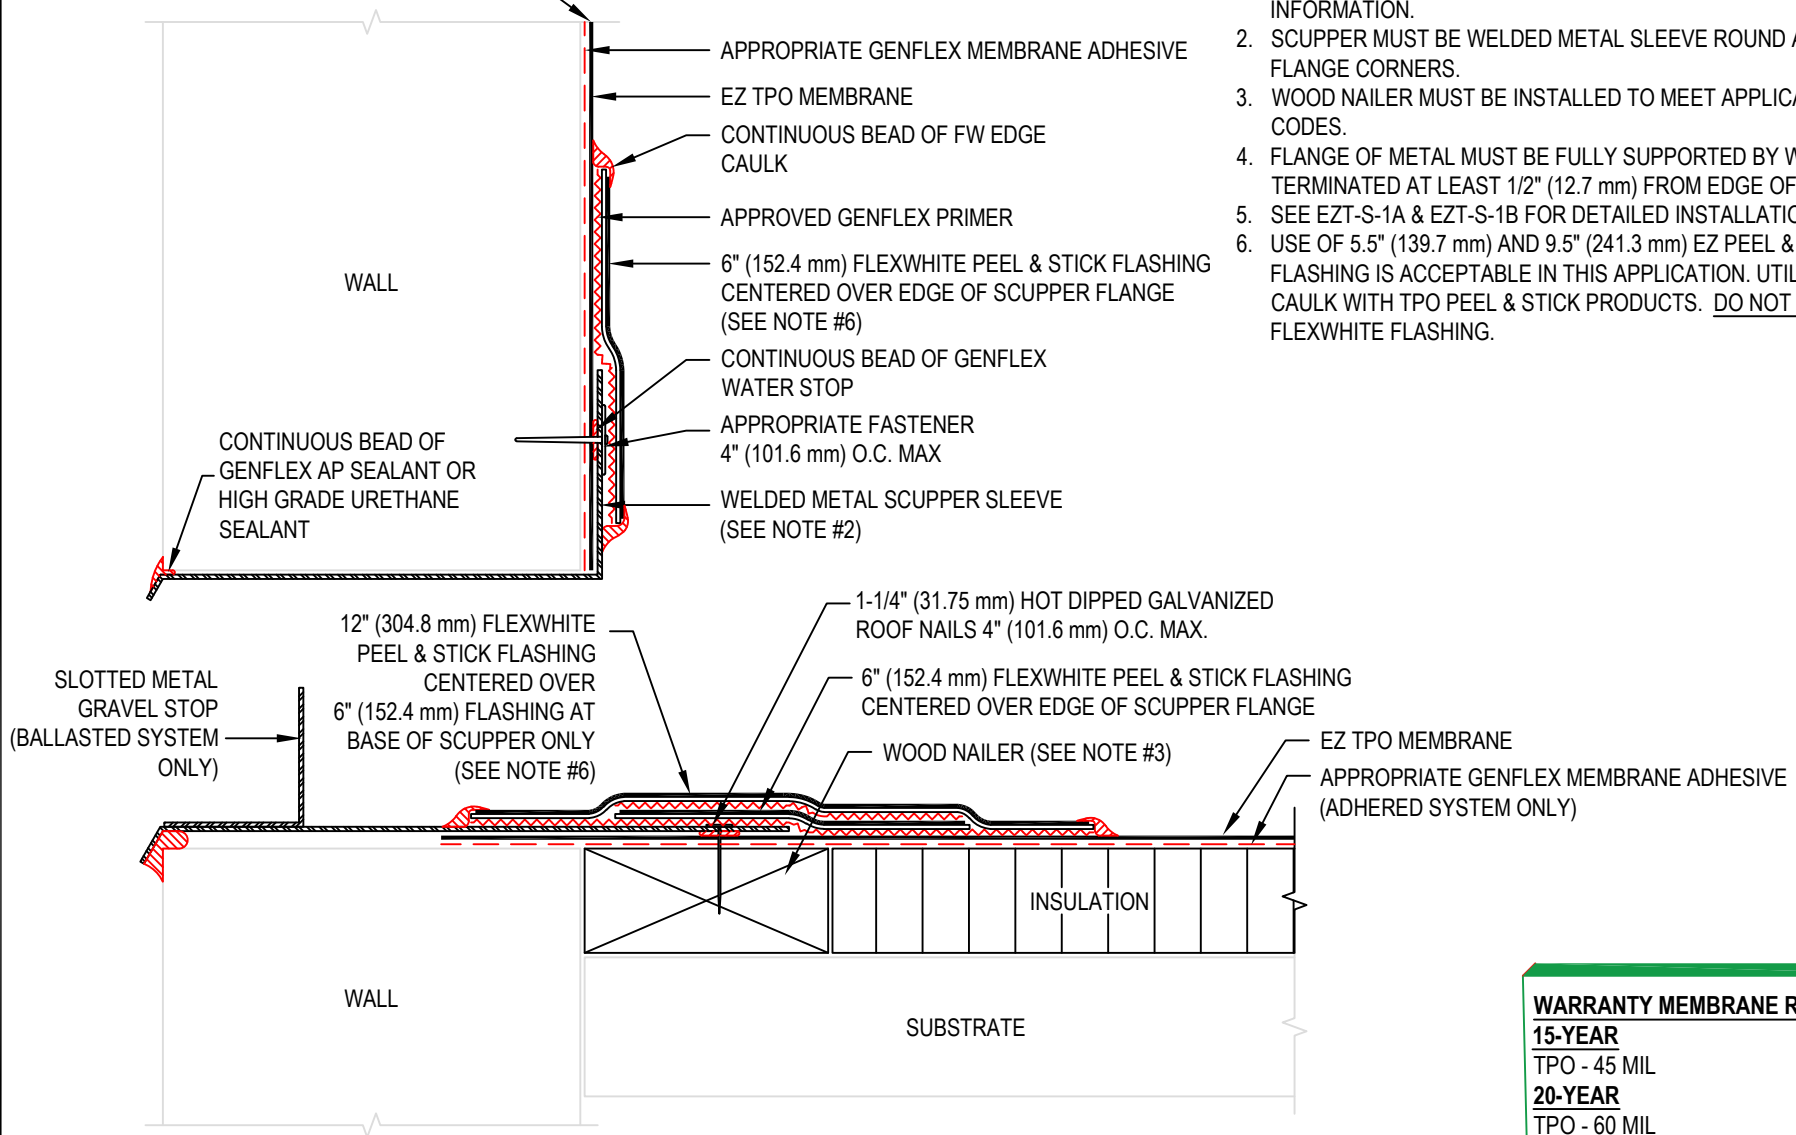 APPROPRIATE GENFLEX MEMBRANE ADHESIVE
EZ TPO MEMBRANE
CONTINUOUS BEAD OF FW EDGE
CAULK
APPROVED GENFLEX PRIMER
WALL
6" (152.4 mm) FLEXWHITE PEEL & STICK FLASHING
CENTERED OVER EDGE OF SCUPPER FLANGE
(SEE NOTE #6)
CONTINUOUS BEAD OF GENFLEX
WATER STOP
APPROPRIATE FASTENER
4" (101.6 mm) O.C. MAX
CONTINUOUS BEAD OF
GENFLEX AP SEALANT OR
HIGH GRADE URETHANE
SEALANT
WELDED METAL SCUPPER SLEEVE
(SEE NOTE #2)
INFORMATION.
2. SCUPPER MUST BE WELDED METAL SLEEVE ROUND
FLANGE CORNERS.
3. WOOD NAILER MUST BE INSTALLED TO MEET
CODES.
4. FLANGE OF METAL MUST BE FULLY SUPPORTED BY
TERMINATED AT LEAST 1/2" (12.7 mm) FROM EDGE OF
5. SEE EZT-S-1A & EZT-S-1B FOR DETAILED
6. USE OF 5.5" (139.7 mm) AND 9.5" (241.3 mm) EZ PEEL &
FLASHING IS ACCEPTABLE IN THIS APPLICATION.
CAULK WITH TPO PEEL & STICK PRODUCTS. DO NOT
FLEXWHITE FLASHING.
12" (304.8 mm) FLEXWHITE
PEEL & STICK FLASHING
CENTERED OVER
6" (152.4 mm) FLASHING AT
BASE OF SCUPPER ONLY
(SEE NOTE #6)
1-1/4" (31.75 mm) HOT DIPPED GALVANIZED
ROOF NAILS 4" (101.6 mm) O.C. MAX.
SLOTTED METAL
GRAVEL STOP
(BALLASTED SYSTEM
ONLY)
6" (152.4 mm) FLEXWHITE PEEL & STICK FLASHING
CENTERED OVER EDGE OF SCUPPER FLANGE
WOOD NAILER (SEE NOTE #3)
EZ TPO MEMBRANE
APPROPRIATE GENFLEX MEMBRANE ADHESIVE
(ADHERED SYSTEM ONLY)
INSULATION
WALL
SUBSTRATE
WARRANTY MEMBRANE
15-YEAR
TPO - 45 MIL
20-YEAR
TPO - 60 MIL